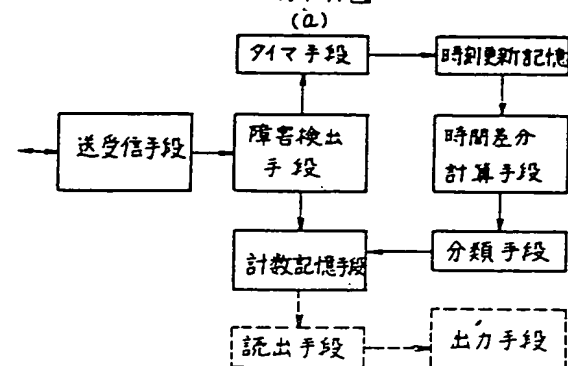 (a)
タイマ手段
時刻更新記憶
送受信手段
障害検出
手段
時間差分
計算手段
計数記憶手段
分類手段
読出手段
出力手段